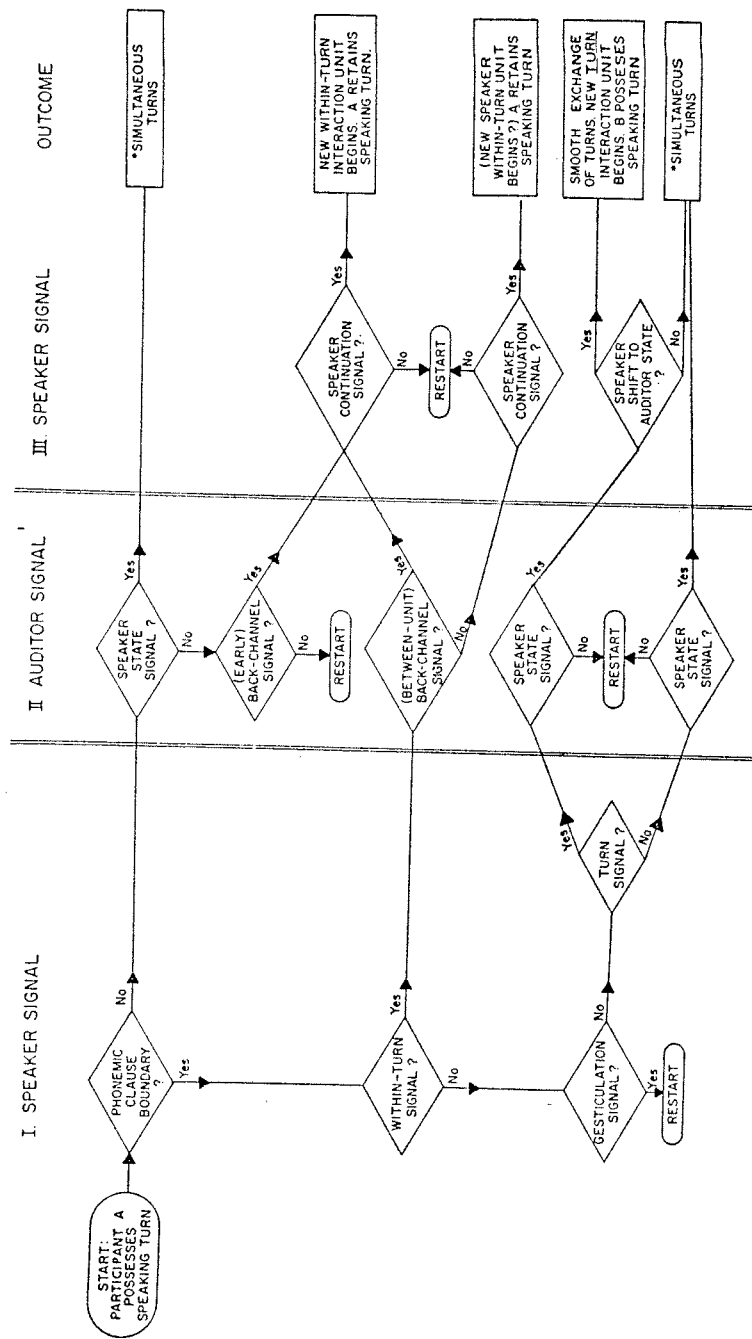 I. SPEAKER SIGNAL
II AUDITOR SIGNAL'
III. SPEAKER SIGNAL
OUTCOME
START:
PARTICIPANT A
POSSESSES
SPEAKING TURN
PHONEMIC
CLAUSE
BOUNDARY
?
No
Yes
SPEAKER
STATE
SIGNAL ?
Yes
No
*SIMULTANEOUS
TURNS
(EARLY)
BACK-CHANNEL
SIGNAL ?
Yes
No
RESTART
SPEAKER
CONTINUATION
SIGNAL ?
Yes
No
NEW WITHIN-TURN
INTERACTION UNIT
BEGINS. A RETAINS
SPEAKING TURN.
RESTART
WITHIN-TURN
SIGNAL ?
Yes
No
(BETWEEN-UNIT)
BACK-CHANNEL
SIGNAL ?
Yes
No
No
SPEAKER
CONTINUATION
SIGNAL ?
Yes
(NEW SPEAKER
WITHIN-TURN UNIT
BEGINS ?) A RETAINS
SPEAKING TURN
GESTICULATION
SIGNAL?
No
Yes
RESTART
TURN
SIGNAL ?
Yes
No
SPEAKER
STATE
SIGNAL?
Yes
No
RESTART
No
SPEAKER
STATE
SIGNAL?
Yes
SPEAKER
SHIFT TO
AUDITOR STATE
?
Yes
No
SMOOTH EXCHANGE
OF TURNS. NEW TURN
INTERACTION UNIT
BEGINS. B POSSESES
SPEAKING TURN
*SIMULTANEOUS
TURNS